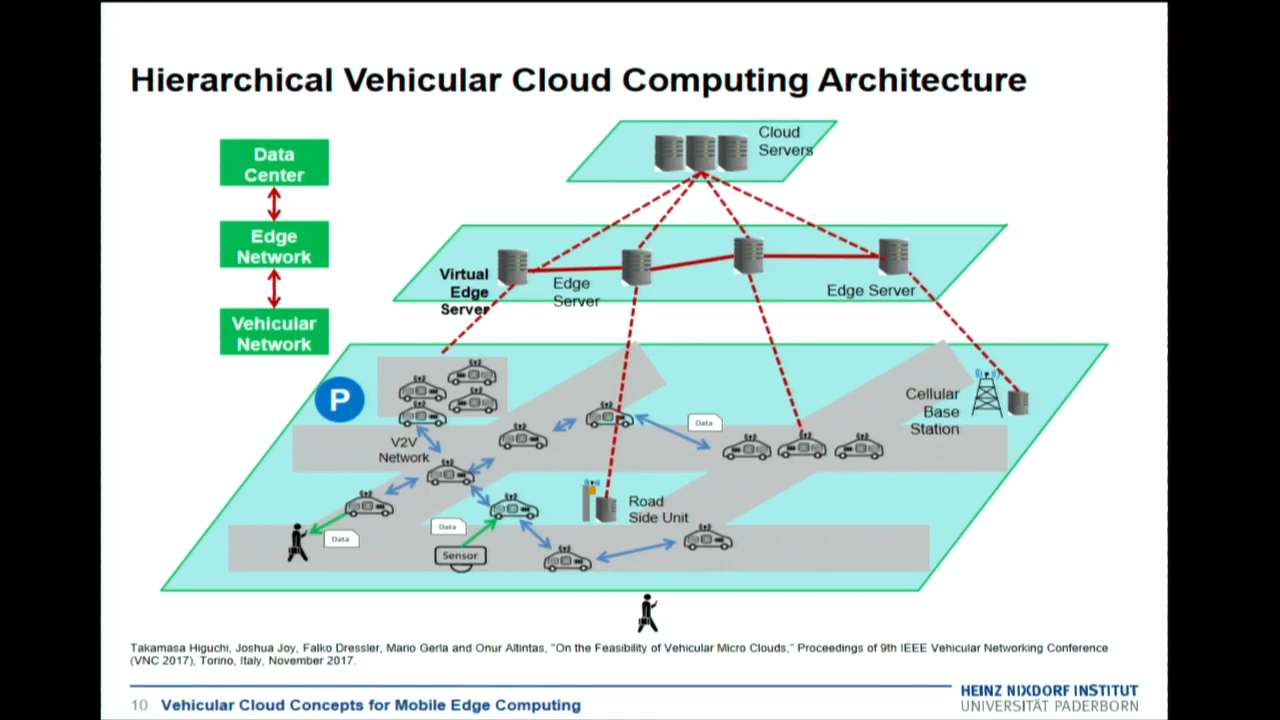 Hierarchical Vehicular Cloud Computing Architecture
Data
Center
Edge
Network
Vehicular
Network
Cloud
Servers
Virtual
Edge
Server
Edge
Server
Edge Server
P
V2V
Network
Data
Cellular
Base
Station
Road
Side Unit
Data
Data
Sensor
Takamasa Higuchi, Joshua Joy, Falko Dressler, Mario Gerla and Onur Altintas, "On the Feasibility of Vehicular Micro Clouds," Proceedings of 9th IEEE Vehicular Networking Conference
(VNC 2017), Torino, Italy, November 2017.
10 Vehicular Cloud Concepts for Mobile Edge Computing
HEINZ NIXDORF INSTITUT
UNIVERSITÄT PADERBORN